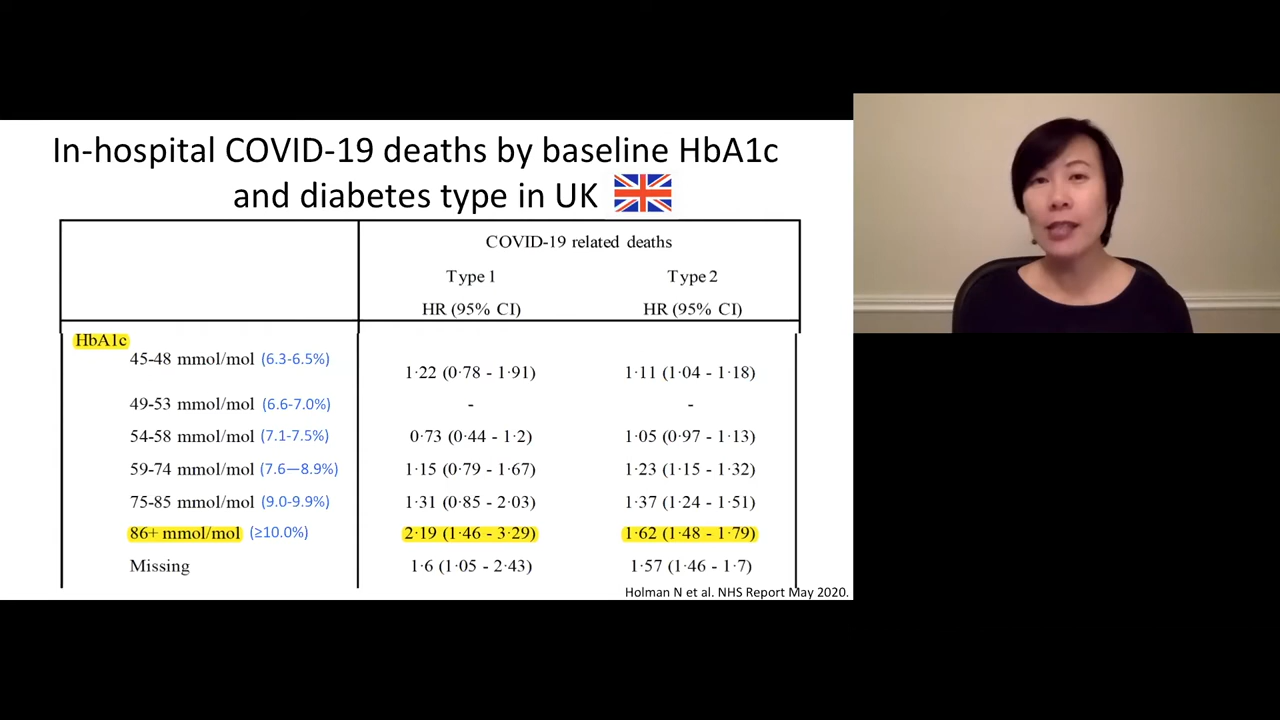 In-hospital COVID-19 deaths by baseline HbA1c
and diabetes type in UK
COVID-19 related deaths
Type 1 Type 2
HR (95% CI) HR (95% CI)
HbA1c
45-48 mmol/mol (6.3-6.5%) 1·22 (0·78 - 1·91) 1·11 (1·04 - 1·18)
49-53 mmol/mol (6.6-7.0%) - -
54-58 mmol/mol (7.1-7.5%) 0·73 (0·44 - 1·2) 1·05 (0·97 - 1·13)
59-74 mmol/mol (7.6—8.9%) 1·15 (0·79 - 1·67) 1·23 (1·15 - 1·32)
75-85 mmol/mol (9.0-9.9%) 1·31 (0·85 - 2·03) 1·37 (1·24 - 1·51)
86+ mmol/mol (≥10.0%) 2·19 (1·46 - 3·29) 1·62 (1·48 - 1·79)
Missing 1·6 (1·05 - 2·43) 1·57 (1·46 - 1·7)
Holman N et al. NHS Report May 2020.